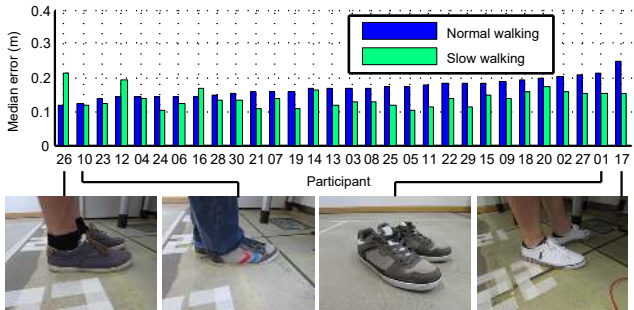 0.4
0.3
0.2
0.1
0
Median error (m)
Normal walking
Slow walking
26 10 23 12 04 24 06 16 28 30 21 07 19 14 13 03 08 25 05 11 22 29 15 09 18 20 02 27 01 17
Participant